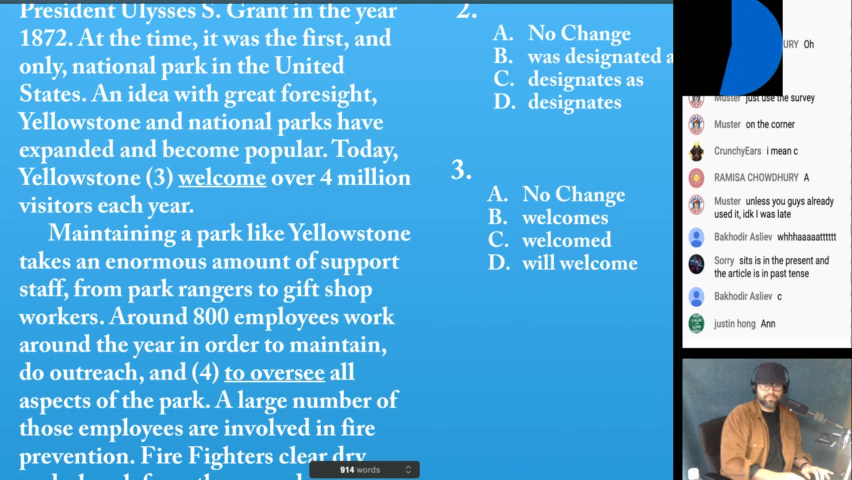 President Ulysses S. Grant in the year
1872. At the time, it was the first, and
only, national park in the United
States. An idea with great foresight,
Yellowstone and national parks have
expanded and become popular. Today,
Yellowstone (3) welcome over 4 million
visitors each year.
Maintaining a park like Yellowstone
takes an enormous amount of support
staff, from park rangers to gift shop
workers. Around 800 employees work
around the year in order to maintain,
do outreach, and (4) to oversee all
aspects of the park. A large number of
those employees are involved in fire
prevention. Fire Fighters clear dry
914 words
2.
A. No Change
B. was designated a
C. designates as
D. designates
3.
A. No Change
B. welcomes
C. welcomed
D. will welcome
URY Oh
Muster just use the survey
Muster on the corner
CrunchyEars i mean c
RAMISA CHOWDHURY A
Muster unless you guys already
used it, idk I was late
Bakhodir Asliev whhhaaaaattttt
Sorry sits is in the present and
the article is in past tense
Bakhodir Asliev c
justin hong Ann